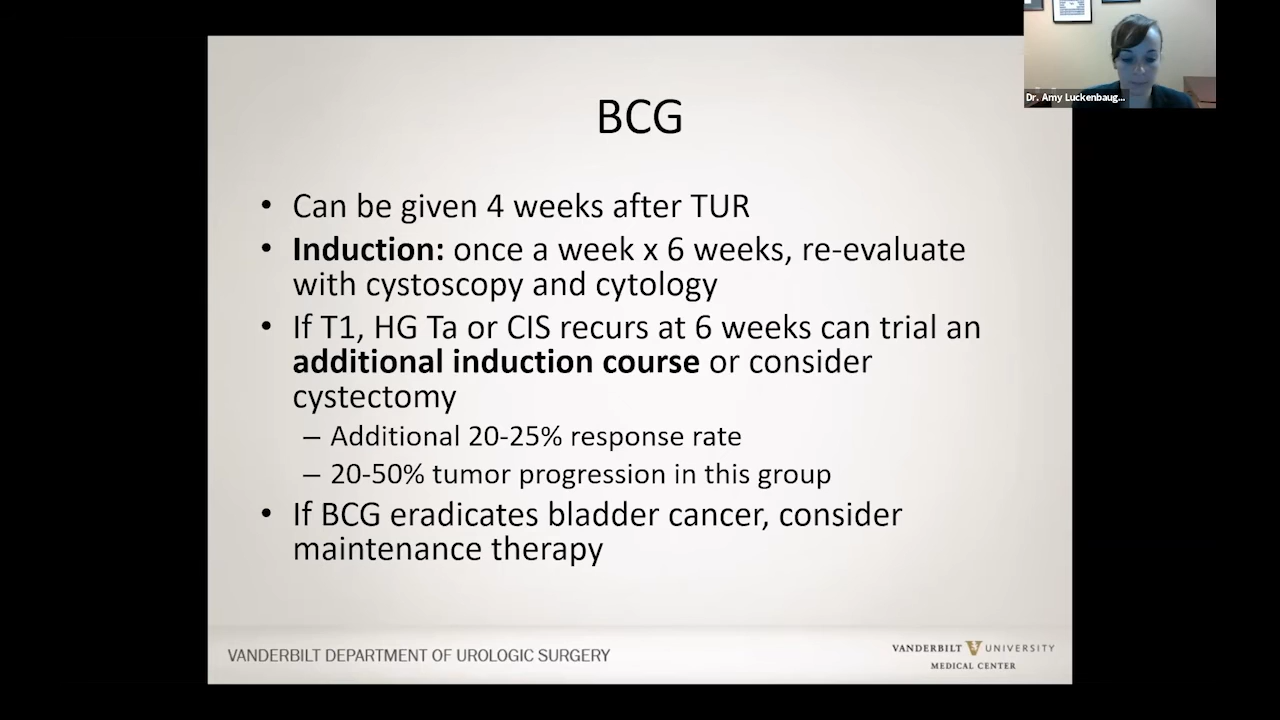 Dr. Amy Luckenbaug...
BCG
• Can be given 4 weeks after TUR
• Induction: once a week x 6 weeks, re-evaluate
with cystoscopy and cytology
• If T1, HG Ta or CIS recurs at 6 weeks can trial an
additional induction course or consider
cystectomy
– Additional 20-25% response rate
– 20-50% tumor progression in this group
• If BCG eradicates bladder cancer, consider
maintenance therapy
VANDERBILT DEPARTMENT OF UROLOGIC SURGERY
VANDERBILT V UNIVERSITY
MEDICAL CENTER